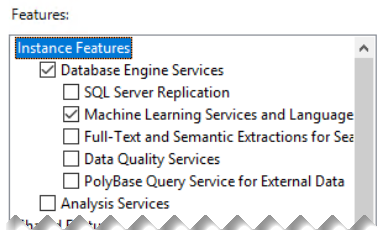 Features:
Instance Features
Database Engine Services
SQL Server Replication
Machine Learning Services and Language
Full-Text and Semantic Extractions for Sea
Data Quality Services
PolyBase Query Service for External Data
Analysis Services